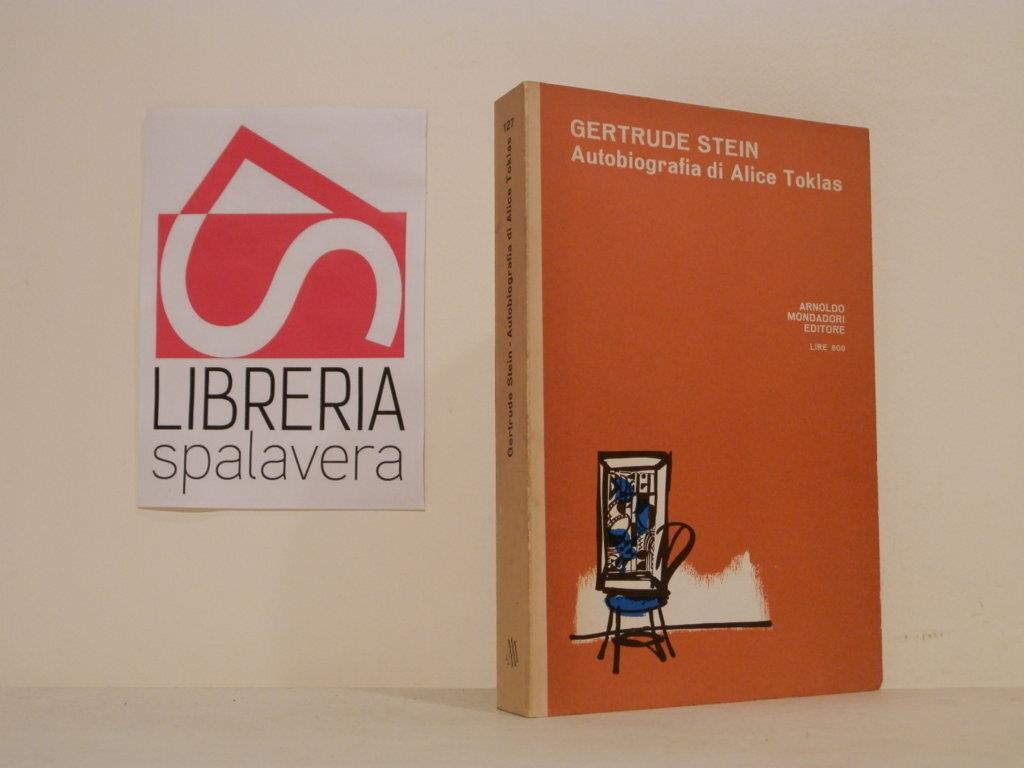 LIBRERIA
spalavera
127
Gertrude Stein - Autobiografia di Alice Toklas
GERTRUDE STEIN
Autobiografia di Alice Toklas
ARNOLDO
MONDADORI
EDITORE
LIRE 800